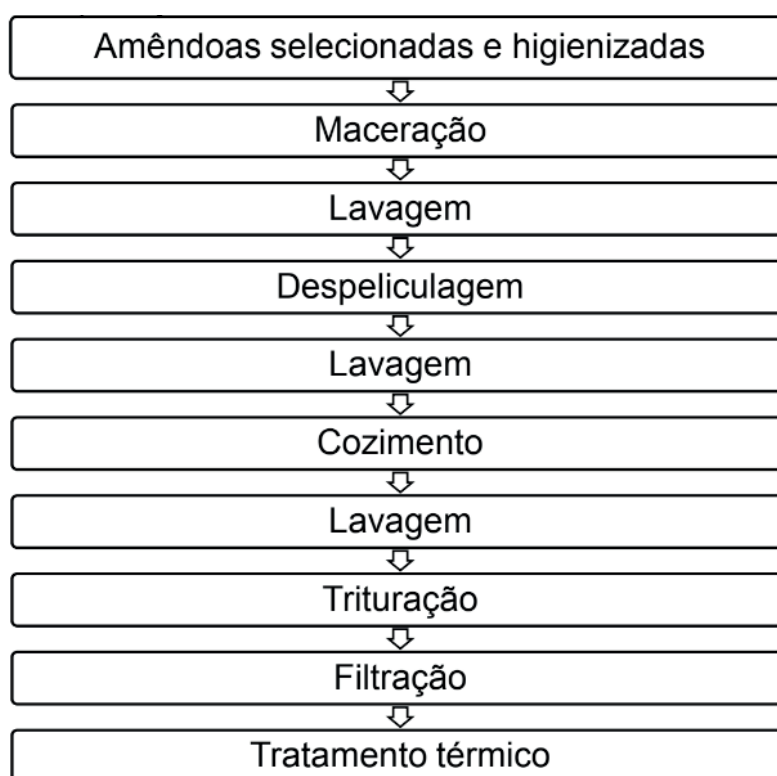 Amêndoas selecionadas e higienizadas
Maceração
Lavagem
Despeliculagem
Lavagem
Cozimento
Lavagem
Trituração
Filtração
Tratamento térmico